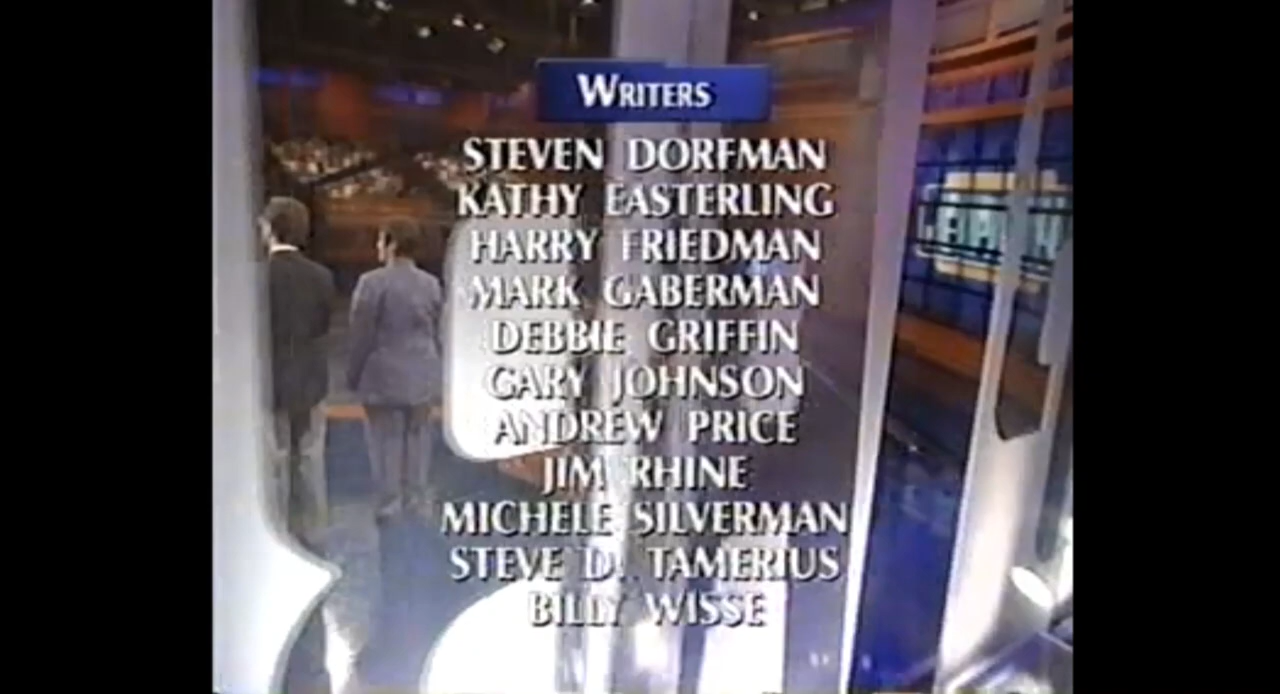 WRITERS
STEVEN DORFMAN
KATHY EASTERLING
HARRY FRIEDMAN
MARK GABERMAN
DEBBIE GRIFFIN
GARY JOHNSON
ANDREW PRICE
JIM RHINE
MICHELE SILVERMAN
STEVE D. TAMERIUS
BILLY WISSE